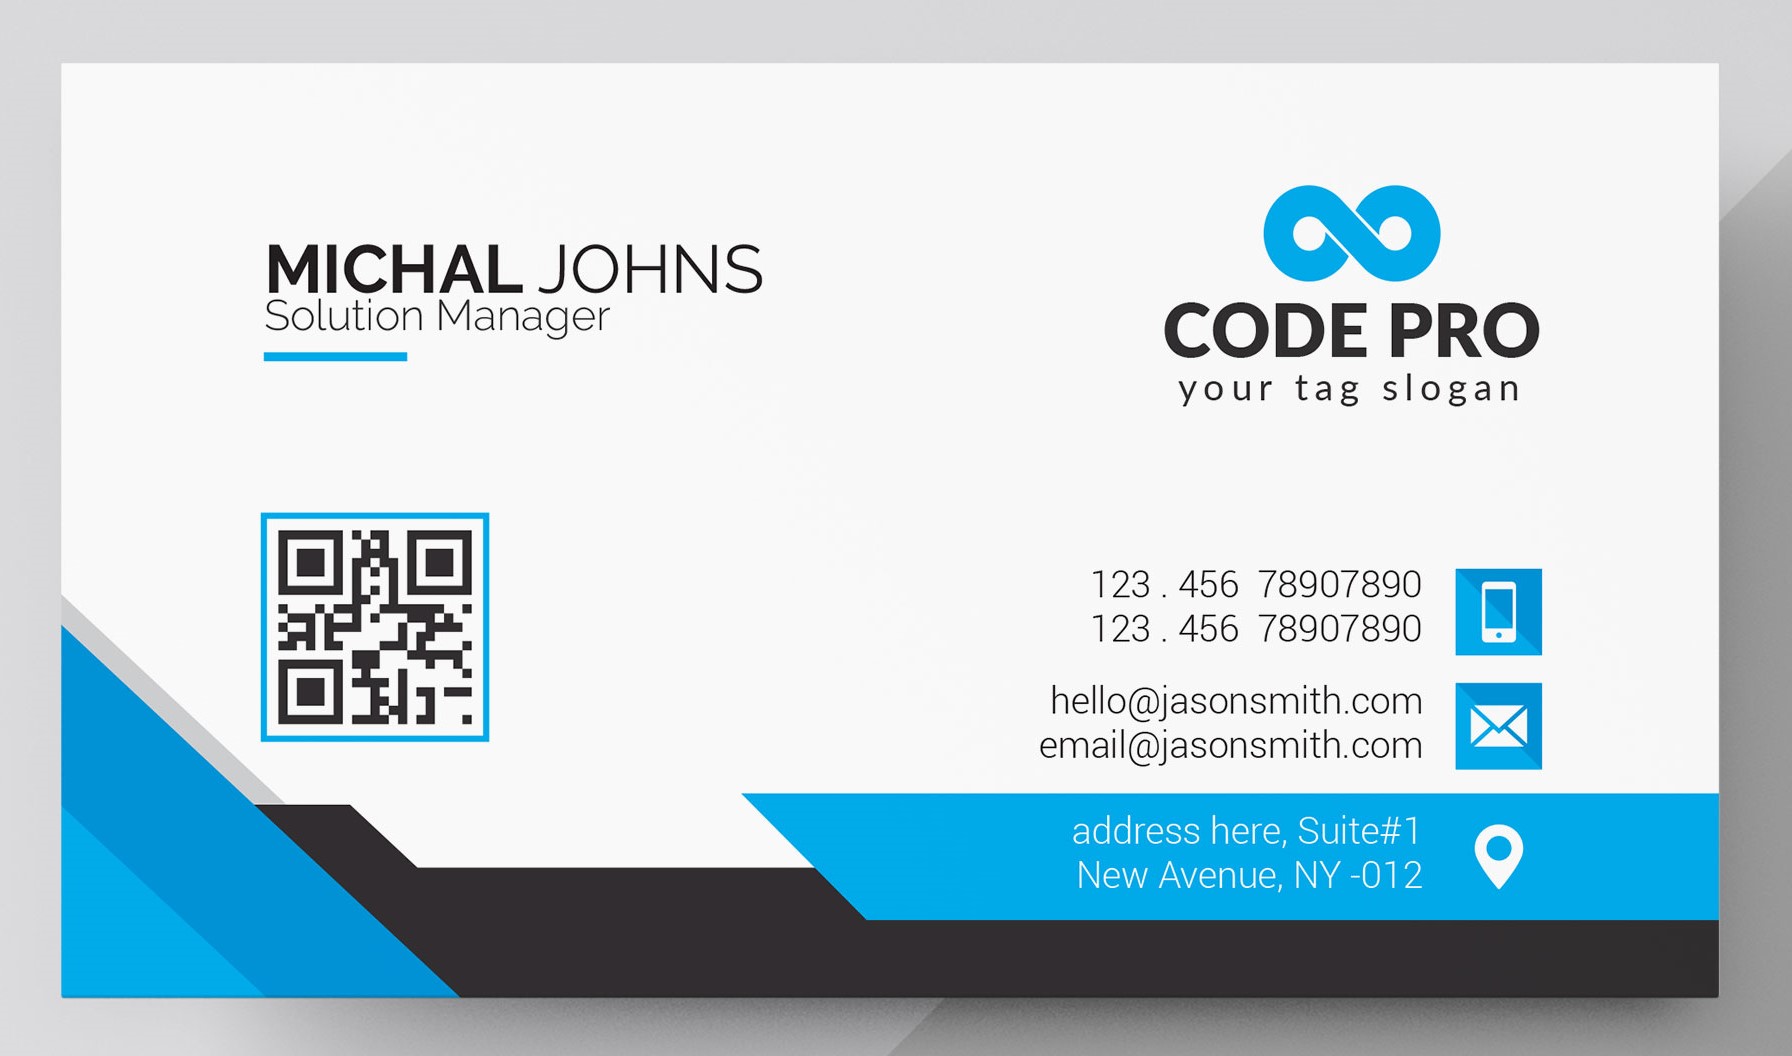 MICHAL JOHNS
Solution Manager
CODE PRO
your tag slogan
123 . 456 78907890
123 . 456 78907890
hello@jasonsmith.com
email@jasonsmith.com
address here, Suite#1
New Avenue, NY -012